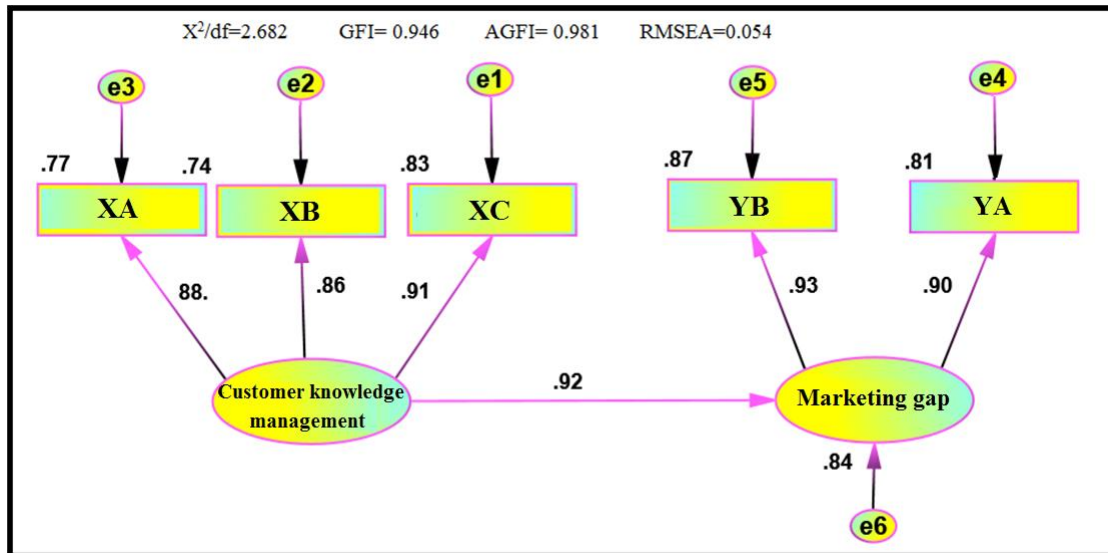 X²/df=2.682 GFI= 0.946 AGFI= 0.981 RMSEA=0.054
e3 e2 e1 e5 e4
.77 .74 .83 .87 .81
XA XB XC YB YA
88. .86 .91 .93 .90
Customer knowledge
management
.92
Marketing gap
.84
e6